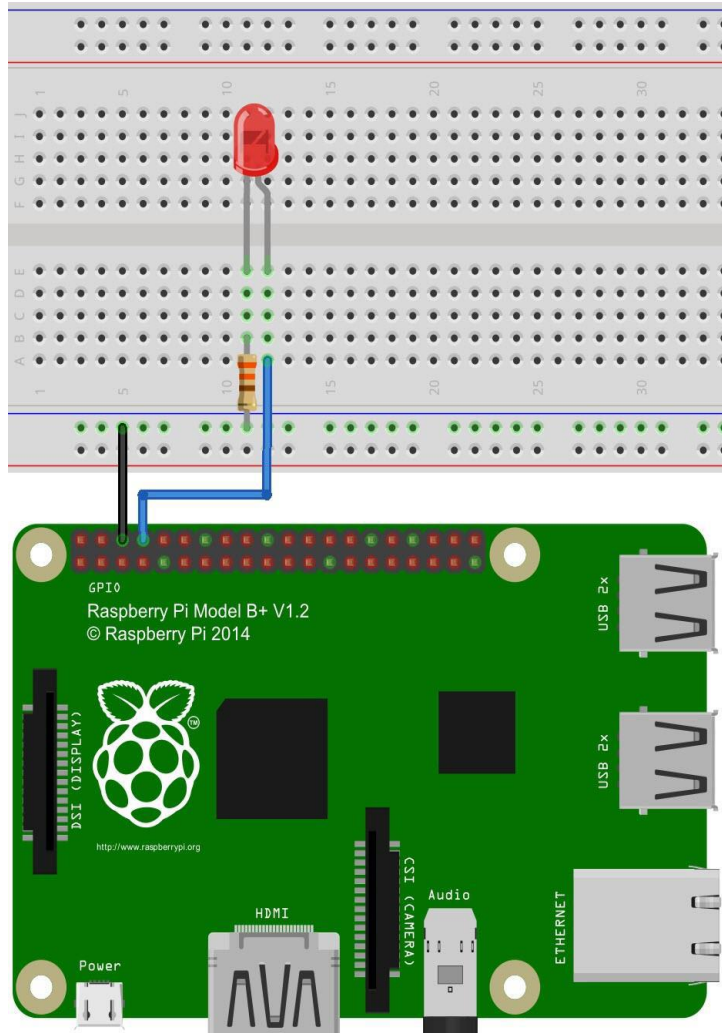 1 5 10 15 20 25 30
J
I
H
G
F
E
D
C
B
A
1 5 10 15 20 25 30
GPIO
Raspberry Pi Model B+ V1.2
© Raspberry Pi 2014
USB 2x
DSI (DISPLAY)
TM
USB 2x
http://www.raspberrypi.org
CSI (CAMERA)
Audio
ETHERNET
HDMI
Power